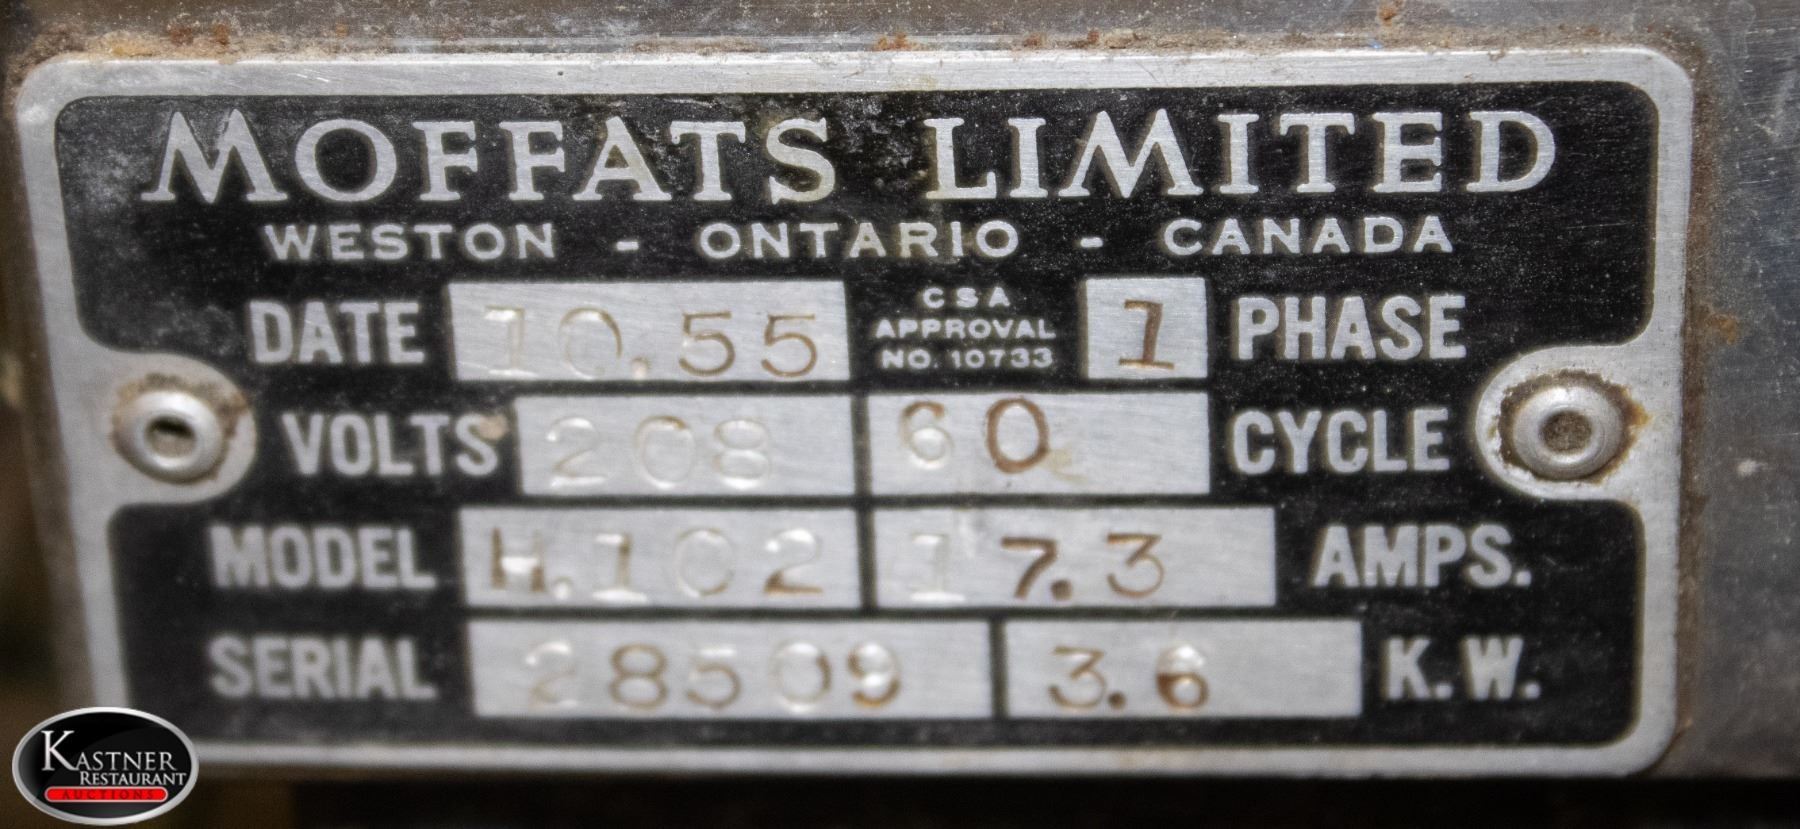 MOFFATS LIMITED
WESTON - ONTARIO - CANADA
DATE 10.55
CSA
APPROVAL
NO. 10733
1 PHASE
VOLTS 208 60 CYCLE
MODEL H.102 17.3 AMPS.
SERIAL 28509 3.6 K.W.
KASTNER
RESTAURANT
AUCTIONS